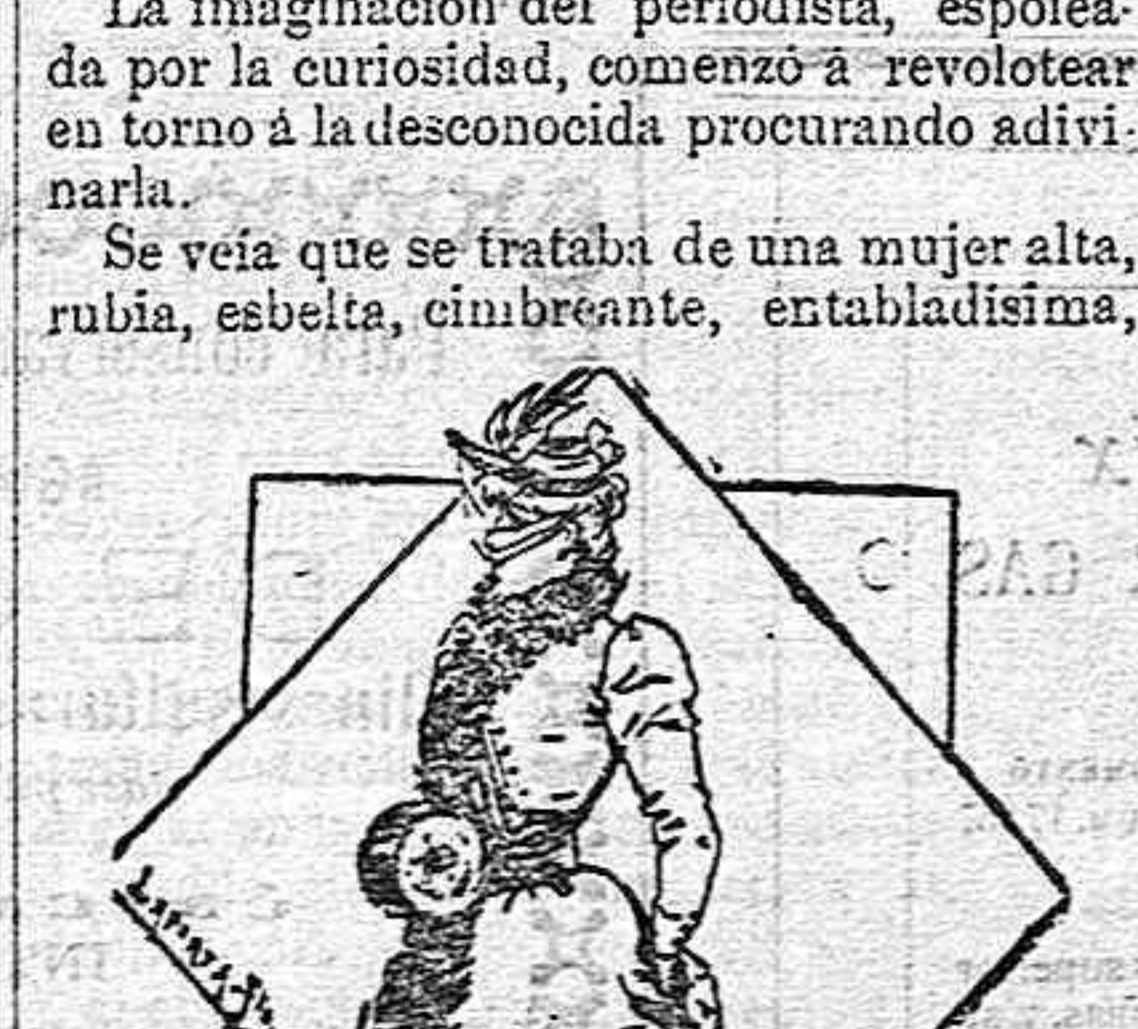 La imaginación del periodista, espolea-
da por la curiosidad, comenzó á revolotear
en torno á la desconocida procurando adivi-
narla.
Se veía que se trataba de una mujer alta,
rubia, esbelta, cimbreante, entabladísima,